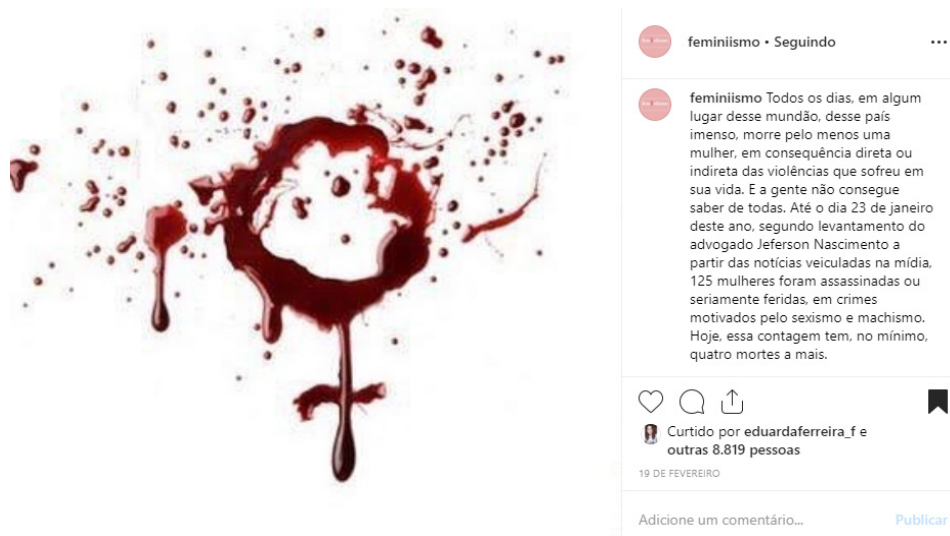 feminiismo • Seguindo
feminiismo Todos os dias, em algum
lugar desse mundão, desse país
imenso, morre pelo menos uma
mulher, em consequência direta ou
indireta das violências que sofreu em
sua vida. E a gente não consegue
saber de todas. Até o dia 23 de janeiro
deste ano, segundo levantamento do
advogado Jeferson Nascimento a
partir das notícias veiculadas na mídia,
125 mulheres foram assassinadas ou
seriamente feridas, em crimes
motivados pelo sexismo e machismo.
Hoje, essa contagem tem, no mínimo,
quatro mortes a mais.
Curtido por eduardaferreira_f e
outras 8.819 pessoas
19 DE FEVEREIRO
Adicione um comentário... Publicar